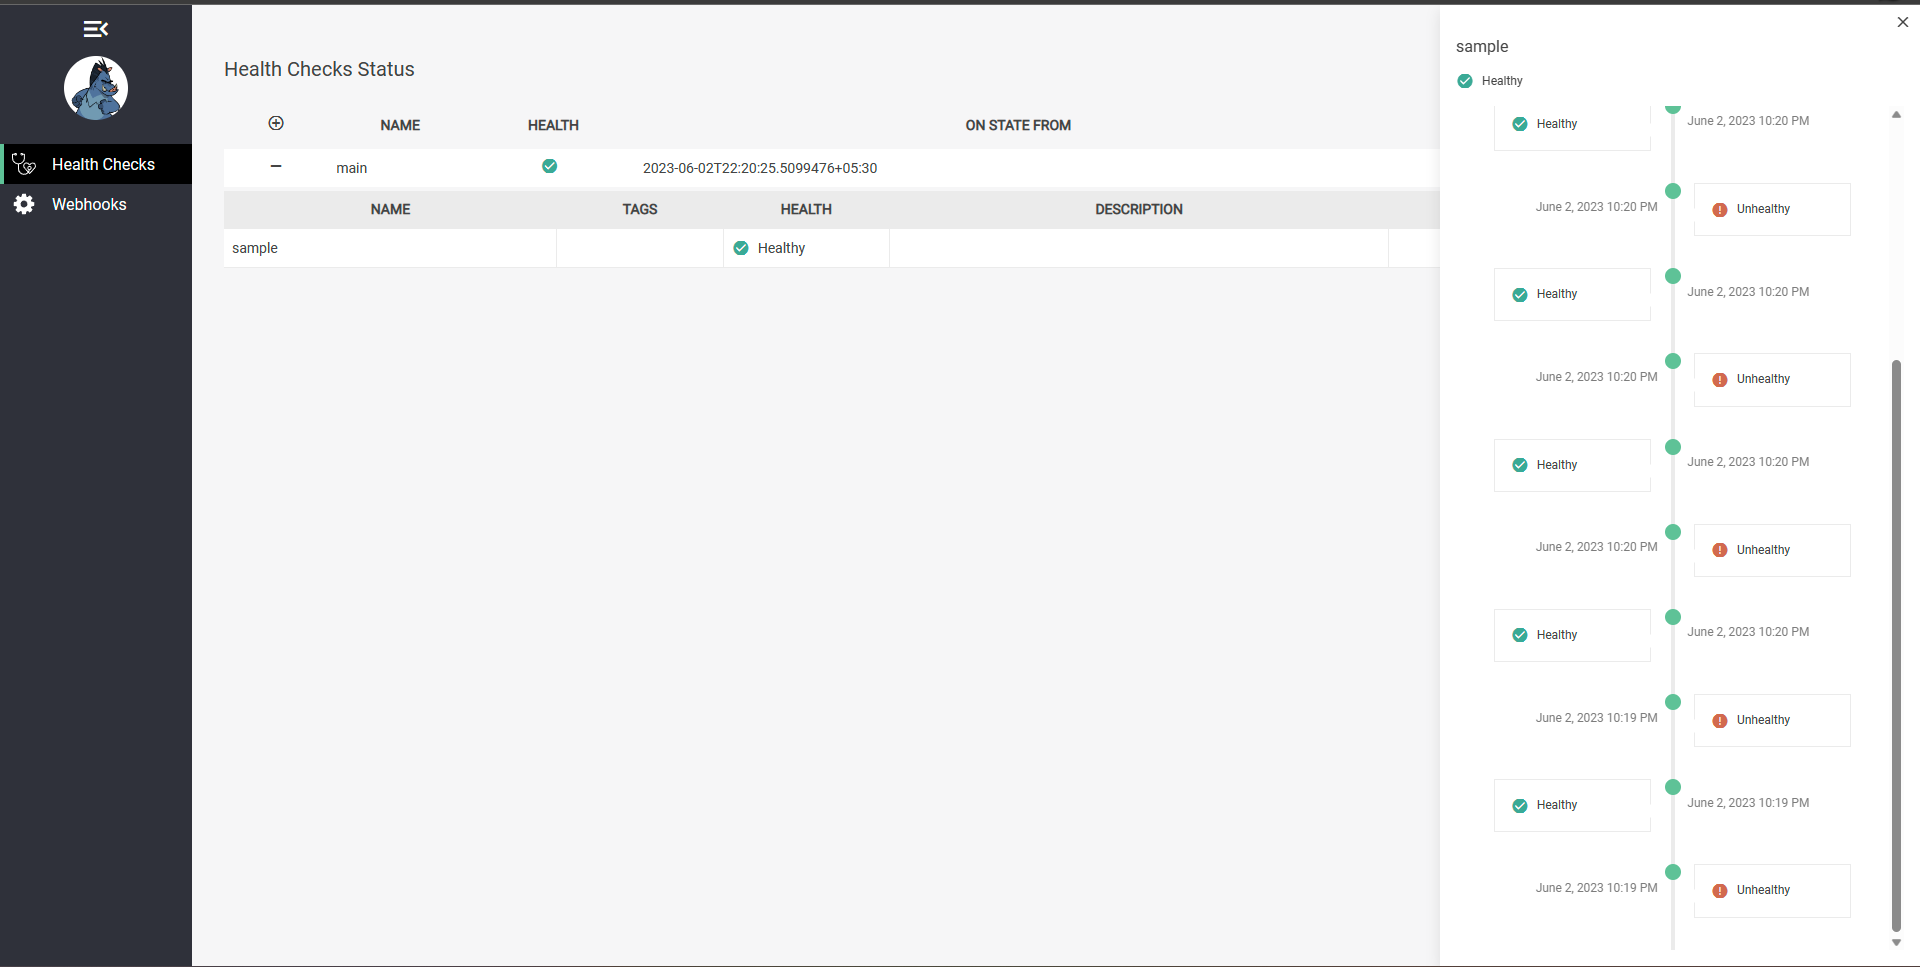 Health Checks
Webhooks
Health Checks Status
NAME HEALTH ON STATE FROM
main 2023-06-02T22:20:25.5099476+05:30
NAME TAGS HEALTH DESCRIPTION
sample Healthy
sample
Healthy
Healthy June 2, 2023 10:20 PM
June 2, 2023 10:20 PM Unhealthy
Healthy June 2, 2023 10:20 PM
June 2, 2023 10:20 PM Unhealthy
Healthy June 2, 2023 10:20 PM
June 2, 2023 10:20 PM Unhealthy
Healthy June 2, 2023 10:20 PM
June 2, 2023 10:19 PM Unhealthy
Healthy June 2, 2023 10:19 PM
June 2, 2023 10:19 PM Unhealthy